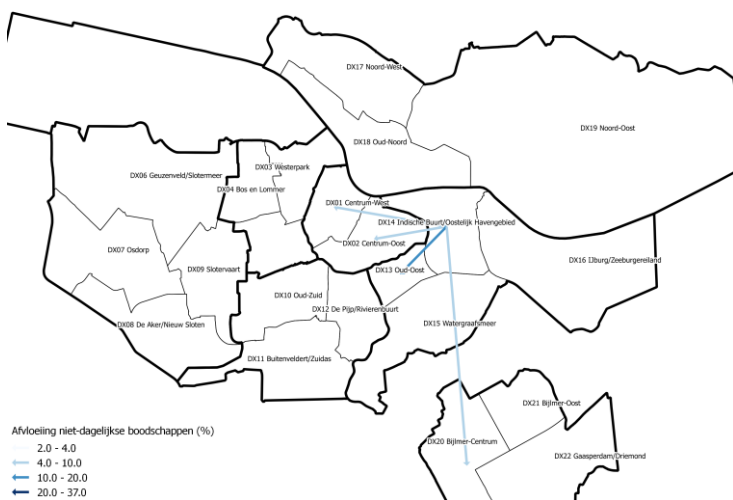 DX17 Noord-West
DX19 Noord-Oost
DX18 Oud-Noord
DX03 Westerpark
DX06 Geuzenveld/Slotermeer
DX04 Bos en Lommer
DX01 Centrum-West
DX14 Indische Buurt/Oostelijk Havengebied
DX02 Centrum-Oost
DX07 Osdorp
DX16 IJburg/Zeeburgereiland
DX09 Slotervaart
DX13 Oud-Oost
DX10 Oud-Zuid
DX12 De Pijp/Rivierenbuurt
DX08 De Aker/Nieuw Sloten
DX15 Watergraafsmeer
DX11 Buitenveldert/Zuidas
DX21 Bijlmer-Oost
DX20 Bijlmer-Centrum
DX22 Gaasperdam/Driemond
Afvloeiing niet-dagelijkse boodschappen (%)
2.0 - 4.0
4.0 - 10.0
10.0 - 20.0
20.0 - 37.0